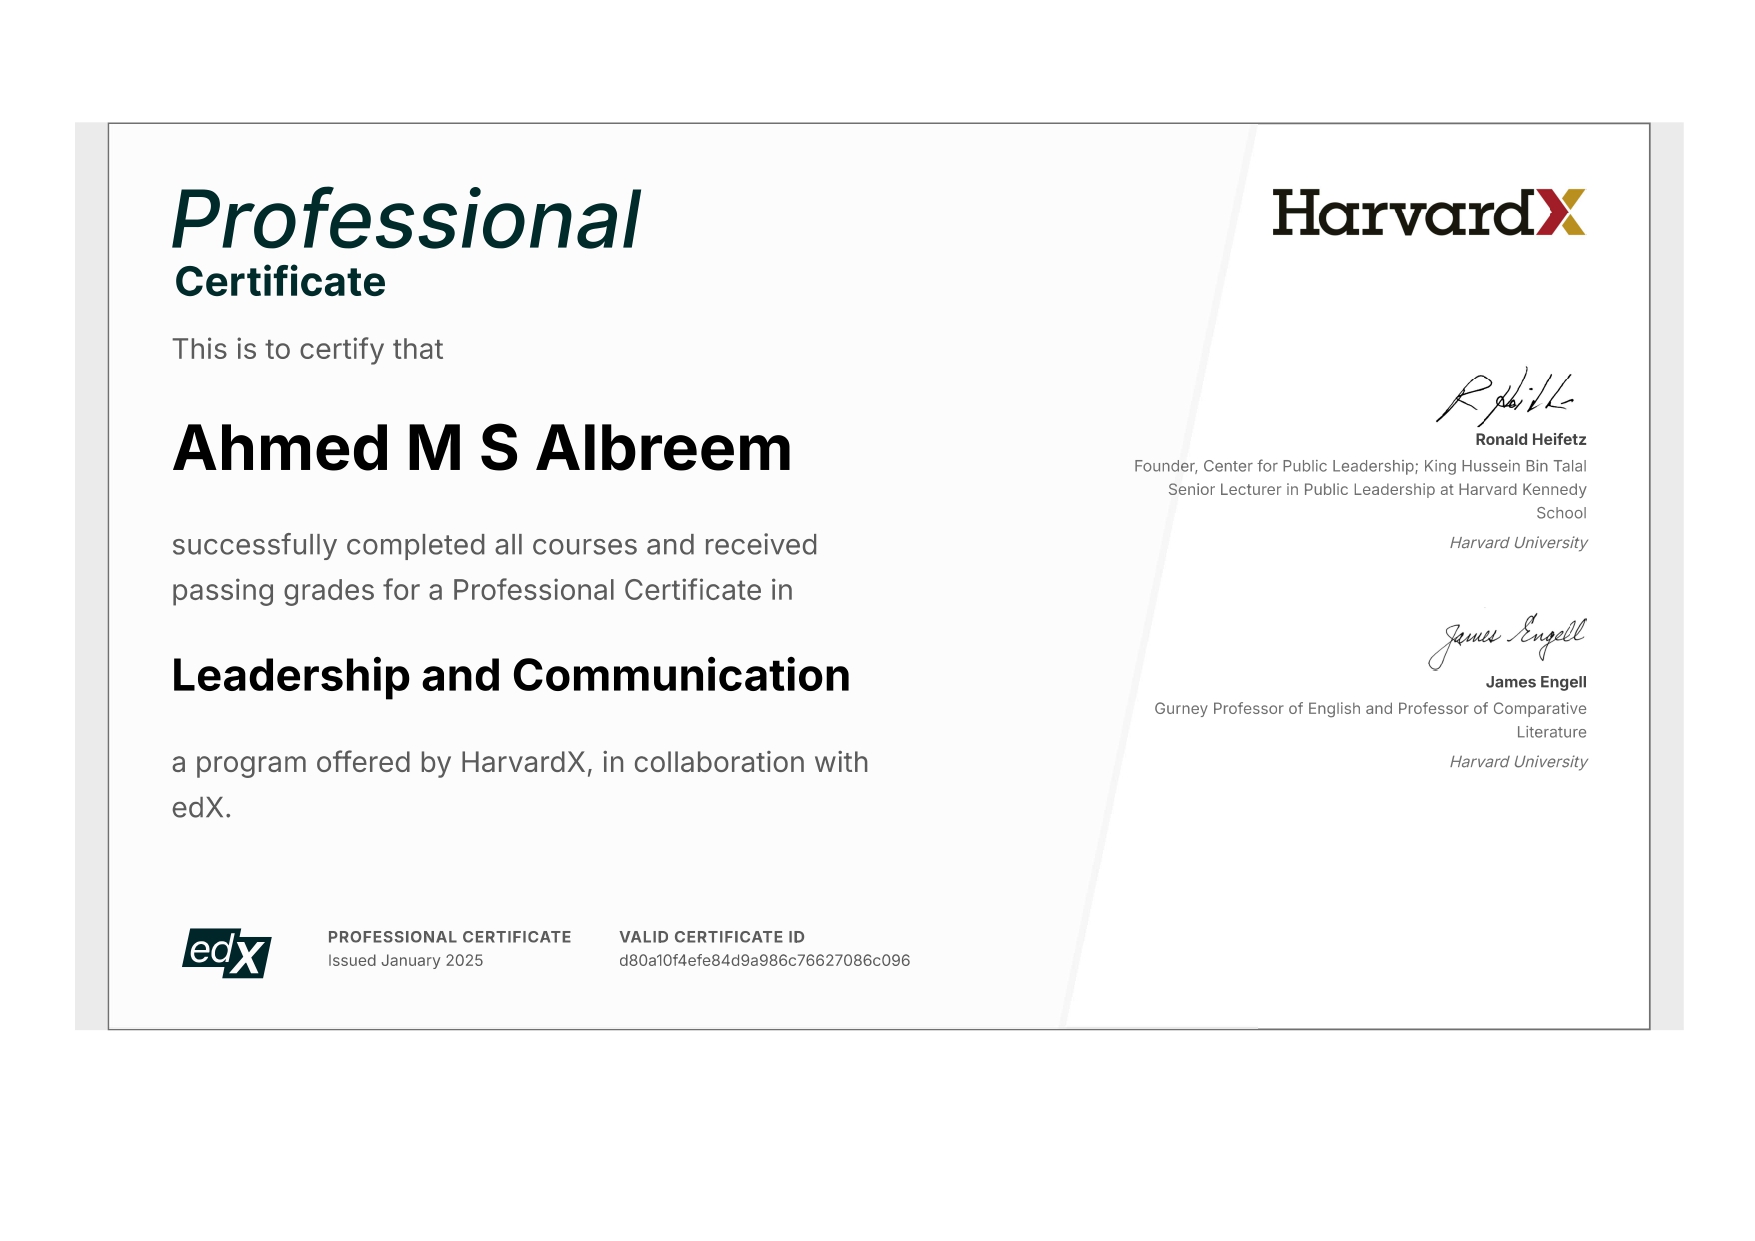 Professional
Certificate
This is to certify that
Ahmed M S Albreem
successfully completed all courses and received
passing grades for a Professional Certificate in
Leadership and Communication
a program offered by HarvardX, in collaboration with
edX.
edX
PROFESSIONAL CERTIFICATE
Issued January 2025
VALID CERTIFICATE ID
d80a10f4efe84d9a986c76627086c096
HarvardX
Ronald Heifetz
Founder, Center for Public Leadership; King Hussein Bin Talal
Senior Lecturer in Public Leadership at Harvard Kennedy
School
Harvard University
James Engell
James Engell
Gurney Professor of English and Professor of Comparative
Literature
Harvard University